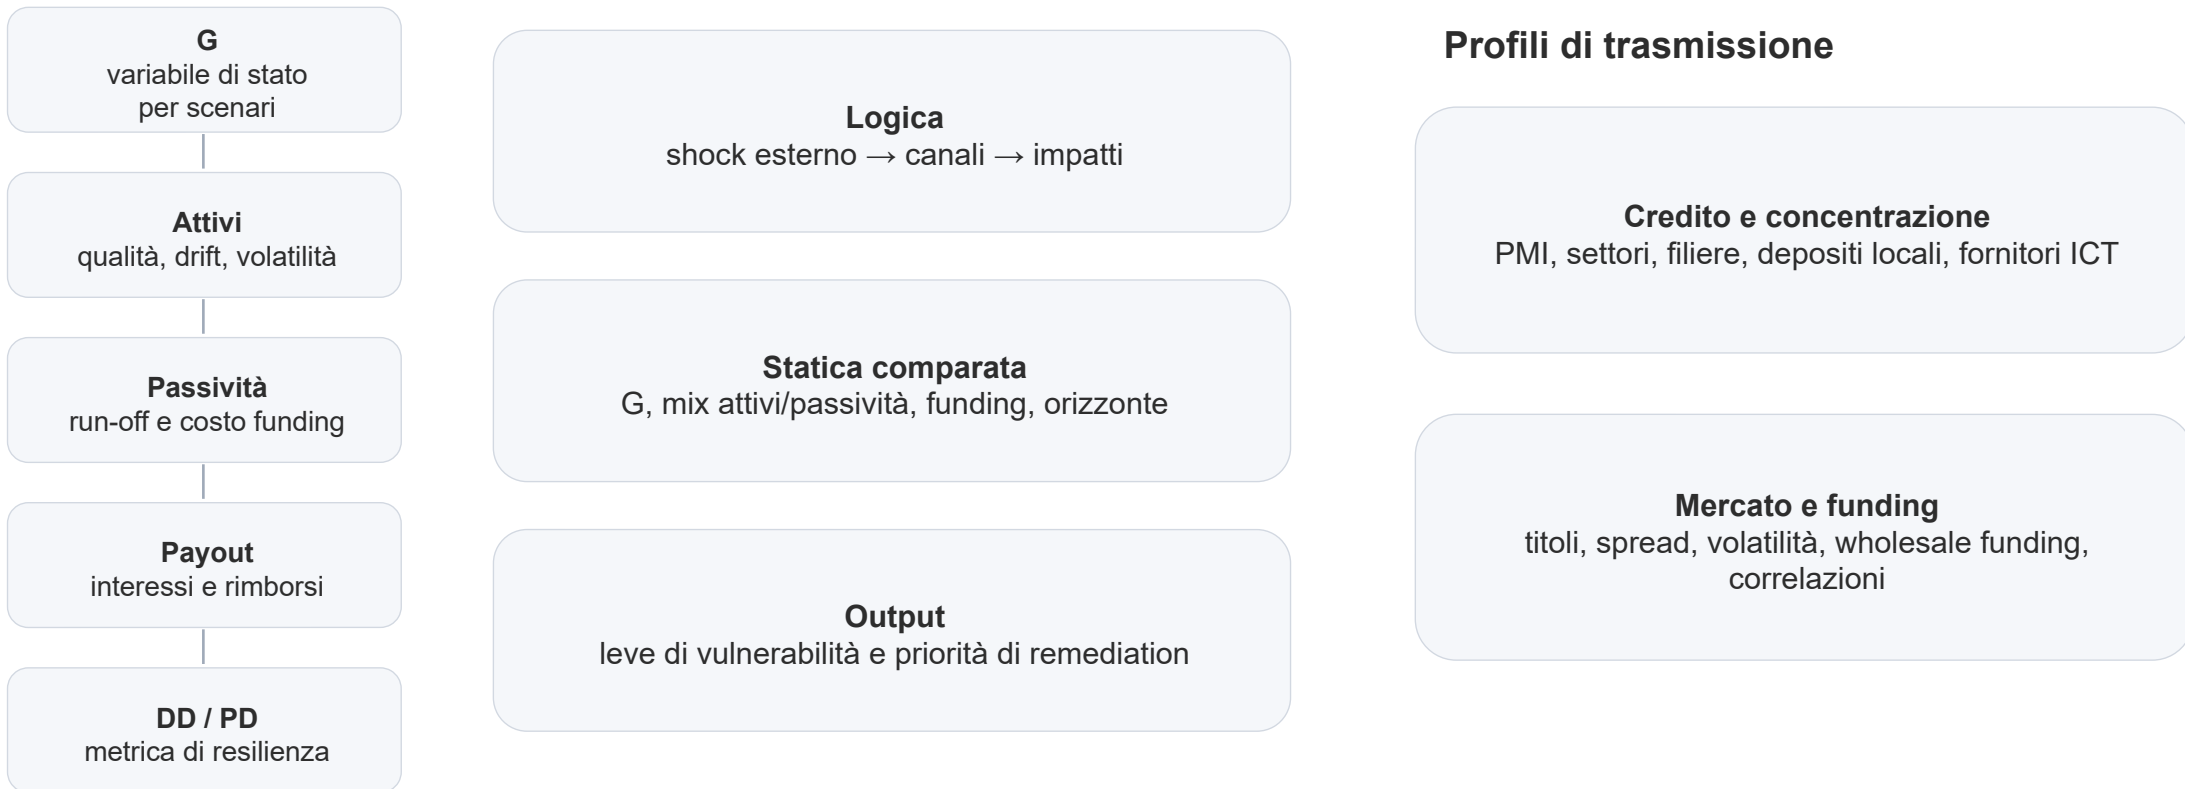 G
variabile di stato
per scenari
Attivi
qualità, drift, volatilità
Passività
run-off e costo funding
Payout
interessi e rimborsi
DD / PD
metrica di resilienza
Logica
shock esterno → canali → impatti
Statica comparata
G, mix attivi/passività, funding, orizzonte
Output
leve di vulnerabilità e priorità di remediation
Profili di trasmissione
Credito e concentrazione
PMI, settori, filiere, depositi locali, fornitori ICT
Mercato e funding
titoli, spread, volatilità, wholesale funding,
correlazioni